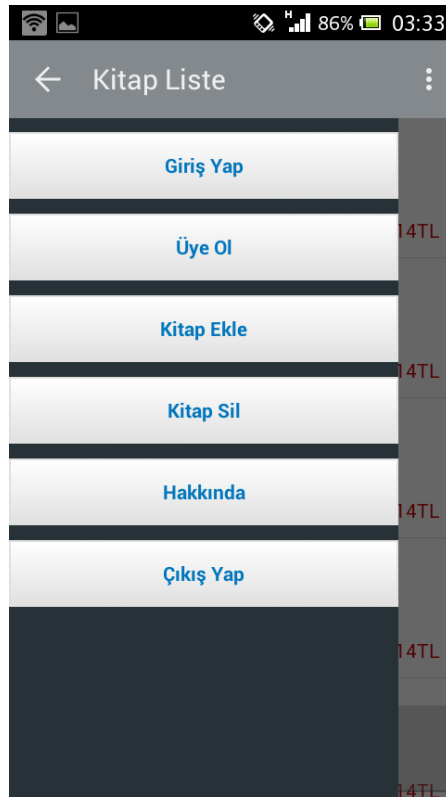 H 86% 03:33
Kitap Liste
Giriş Yap
14TL
Üye Ol
Kitap Ekle
14TL
Kitap Sil
Hakkında
14TL
Çıkış Yap
14TL
14TL